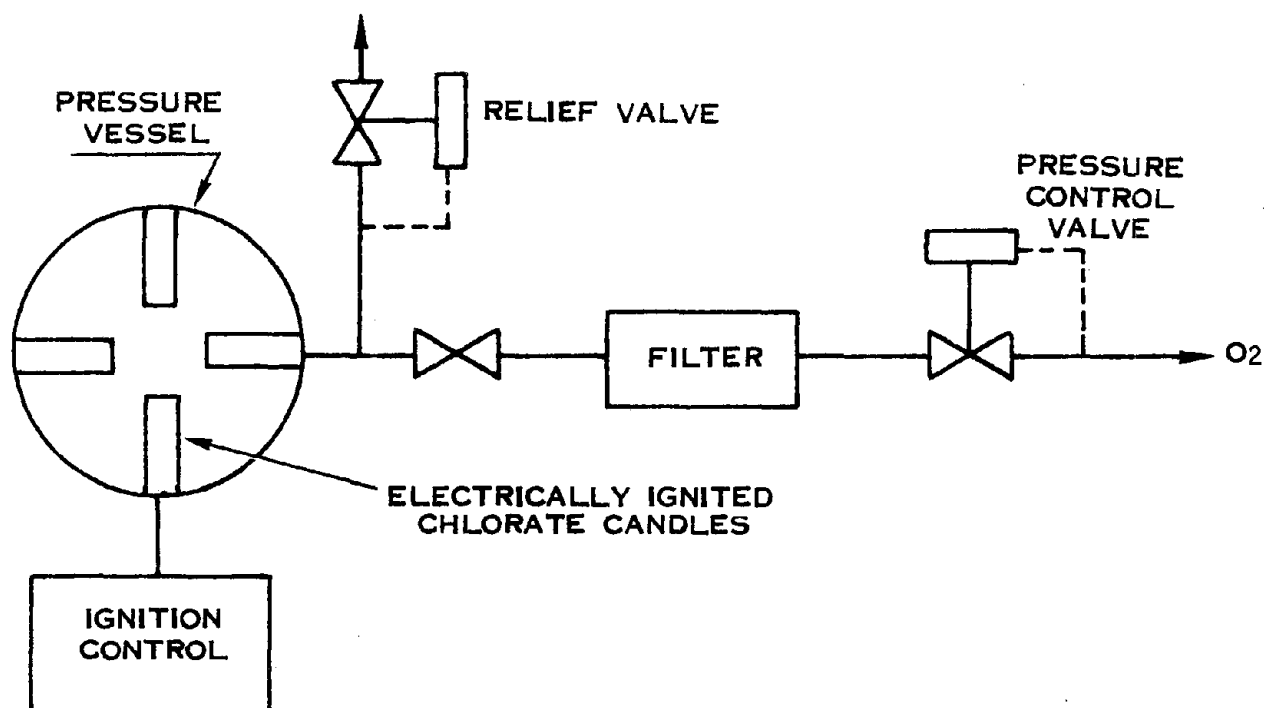 PRESSURE
VESSEL
RELIEF VALVE
PRESSURE
CONTROL
VALVE
FILTER
O2
ELECTRICALLY IGNITED
CHLORATE CANDLES
IGNITION
CONTROL